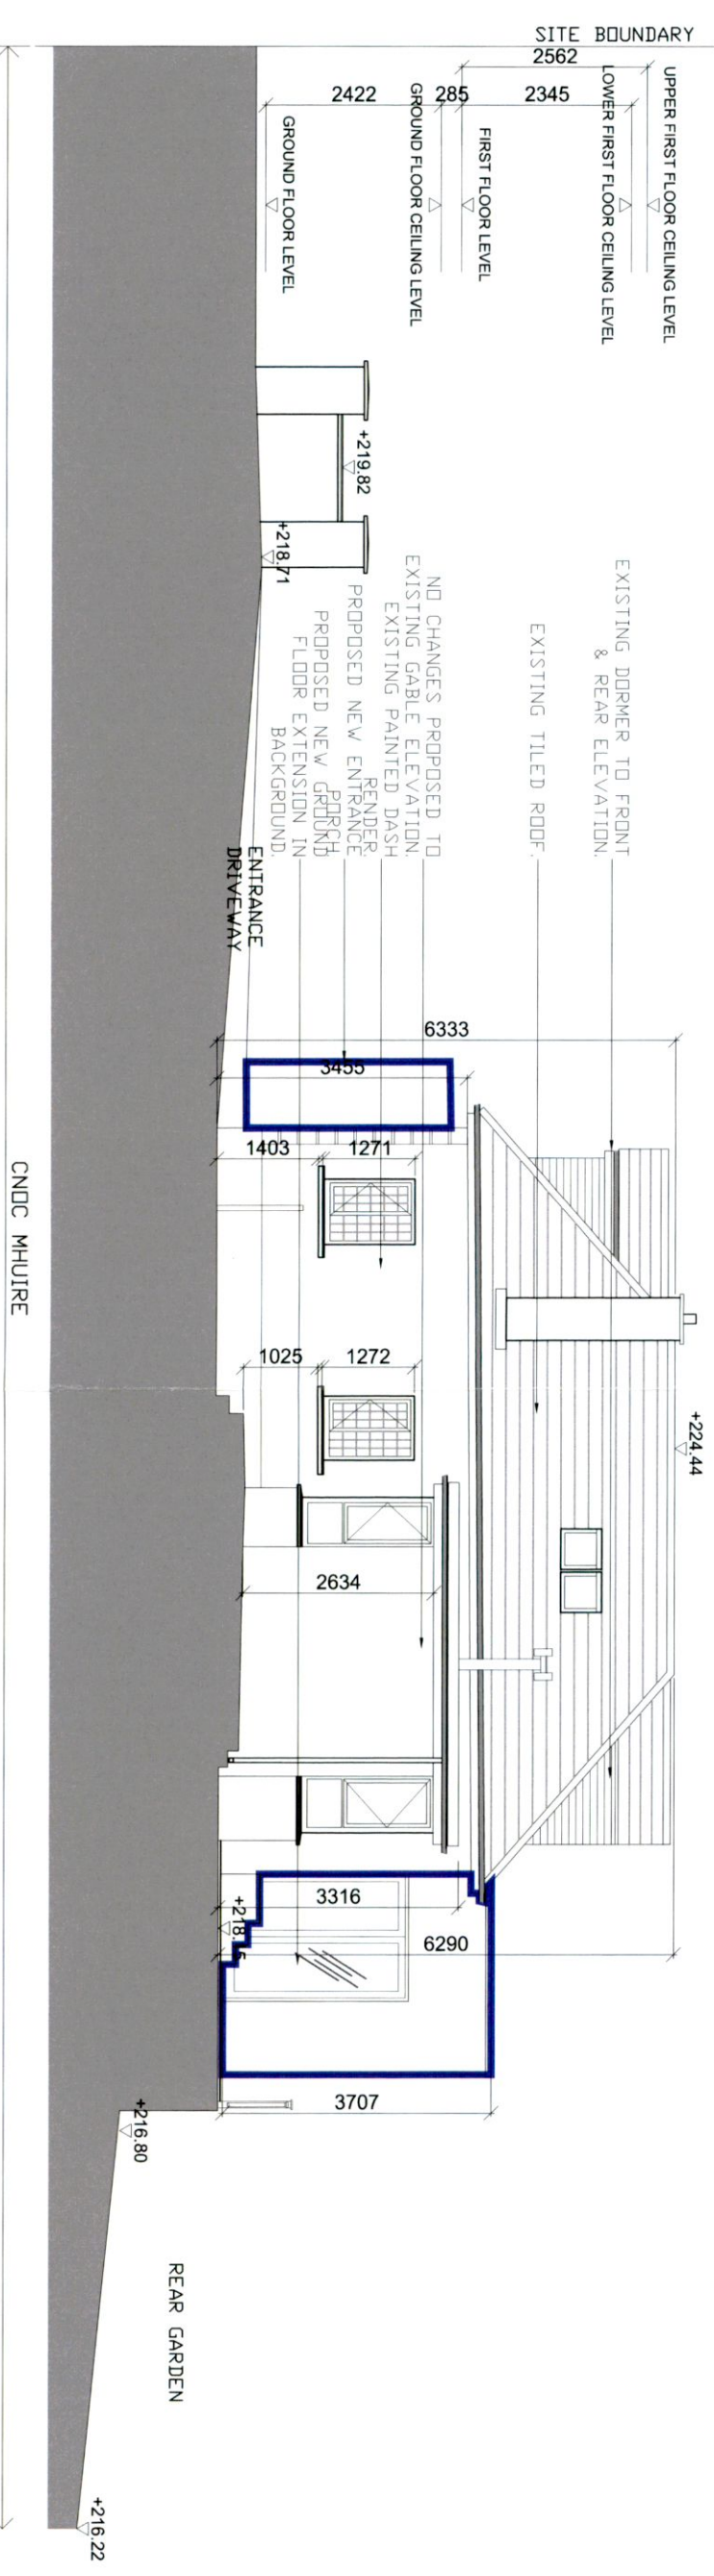 SITE BOUNDARY
2562
2422
285
2345
UPPER FIRST FLOOR CEILING LEVEL
LOWER FIRST FLOOR CEILING LEVEL
FIRST FLOOR LEVEL
GROUND FLOOR CEILING LEVEL
GROUND FLOOR LEVEL
+219.82
+218.71
EXISTING DORMER TO FRONT
& REAR ELEVATION.
EXISTING TILED ROOF.
NO CHANGES PROPOSED TO
EXISTING GABLE ELEVATION.
EXISTING PAINTED DASH
RENDER.
PROPOSED NEW ENTRANCE
PORCH
PROPOSED NEW GROUND
FLOOR EXTENSION IN
BACKGROUND.
ENTRANCE
DRIVEWAY
6333
3455
1403
1271
1025
1272
+224.44
2634
3316
6290
3707
+216.80
REAR GARDEN
+216.22
CNOC MHUIRE